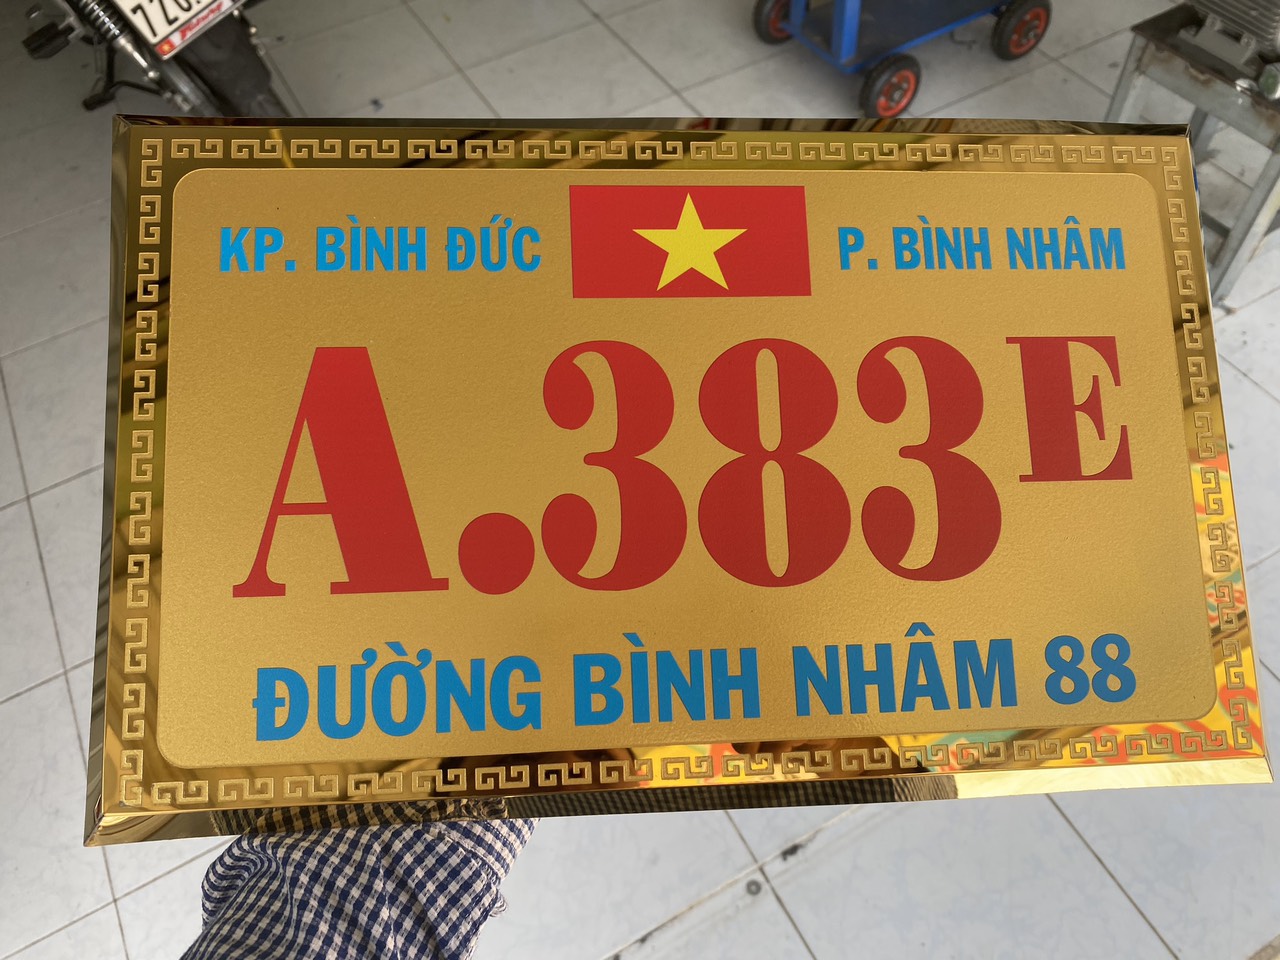 KP. BÌNH ĐỨC
P. BÌNH NHÂM
A.383E
ĐƯỜNG BÌNH NHÂM 88